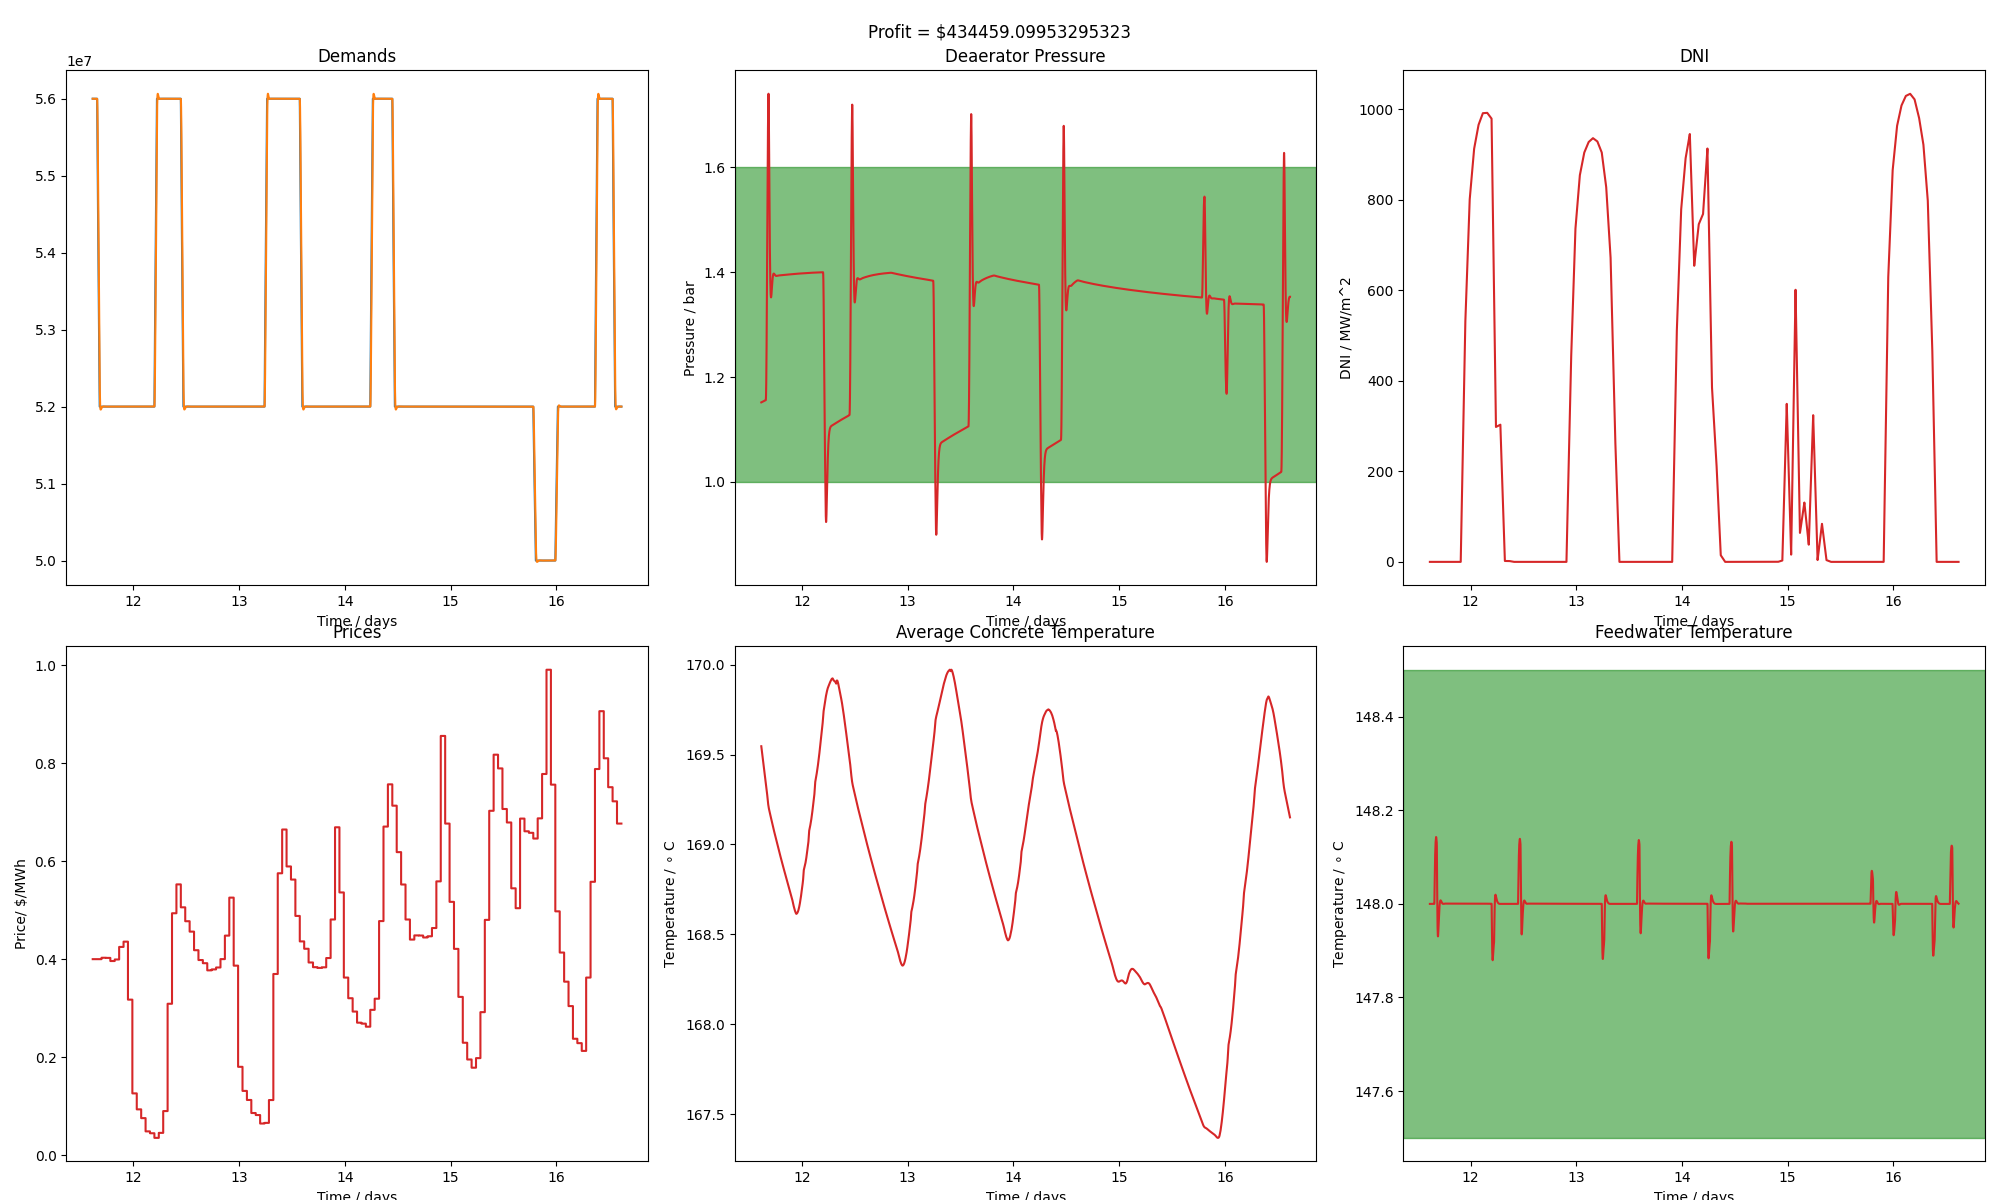 Profit = $434459.09953295323
Demands
1e7
5.6
5.5
5.4
5.3
5.2
5.1
5.0
12 13 14 15 16
Time / days
Deaerator Pressure
Pressure / bar
1.6
1.4
1.2
1.0
12 13 14 15 16
Time / days
DNI
DNI / MW/m^2
1000
800
600
400
200
0
12 13 14 15 16
Time / days
Prices
Price/ $/MWh
1.0
0.8
0.6
0.4
0.2
0.0
12 13 14 15 16
Time / days
Average Concrete Temperature
Temperature / ∘ C
170.0
169.5
169.0
168.5
168.0
167.5
12 13 14 15 16
Time / days
Feedwater Temperature
Temperature / ∘ C
148.4
148.2
148.0
147.8
147.6
12 13 14 15 16
Time / days